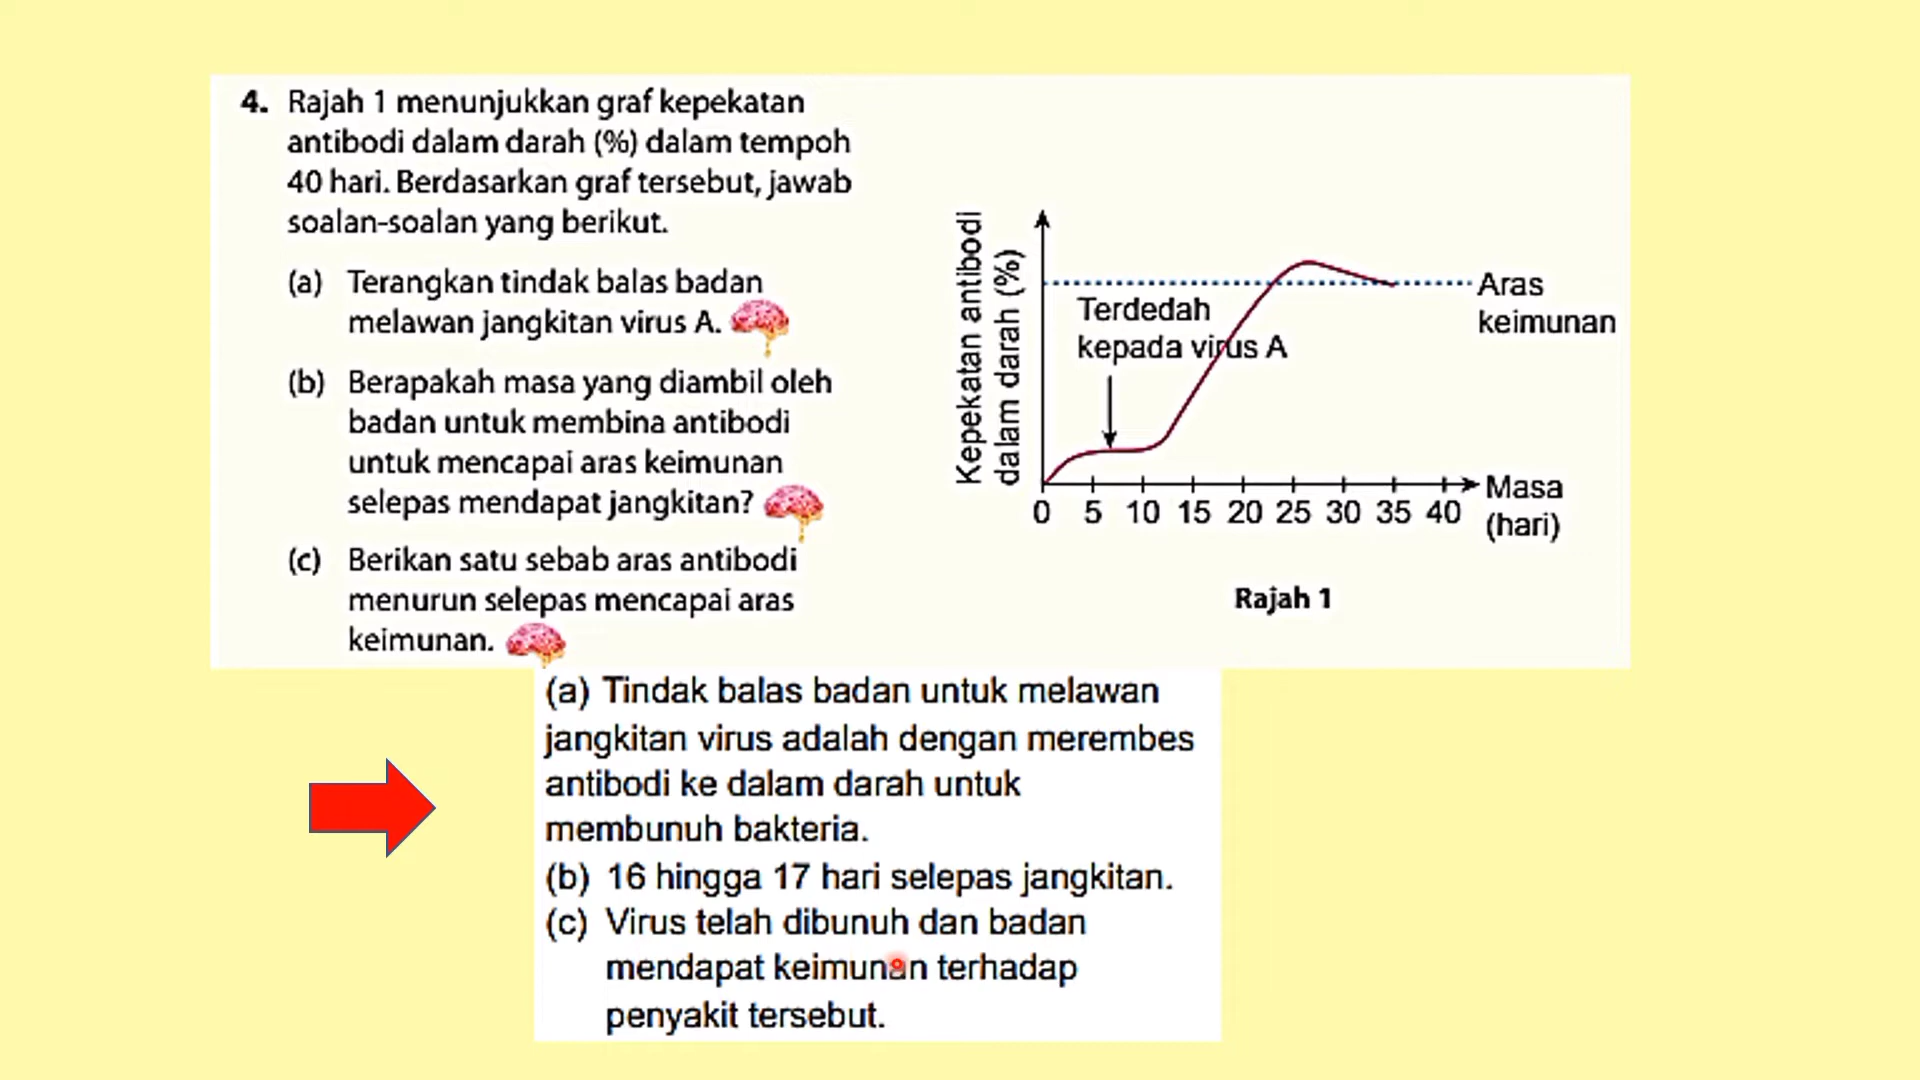 4. Rajah 1 menunjukkan graf kepekatan
antibodi dalam darah (%) dalam tempoh
40 hari. Berdasarkan graf tersebut, jawab
soalan-soalan yang berikut.
(a) Terangkan tindak balas badan
melawan jangkitan virus A.
(b) Berapakah masa yang diambil oleh
badan untuk membina antibodi
untuk mencapai aras keimunan
selepas mendapat jangkitan?
(c) Berikan satu sebab aras antibodi
menurun selepas mencapai aras
keimunan.
Kepekatan antibodi
dalam darah (%)
Terdedah
kepada virus A
Aras
keimunan
0 5 10 15 20 25 30 35 40
Masa
(hari)
Rajah 1
(a) Tindak balas badan untuk melawan
jangkitan virus adalah dengan merembes
antibodi ke dalam darah untuk
membunuh bakteria.
(b) 16 hingga 17 hari selepas jangkitan.
(c) Virus telah dibunuh dan badan
mendapat keimunan terhadap
penyakit tersebut.